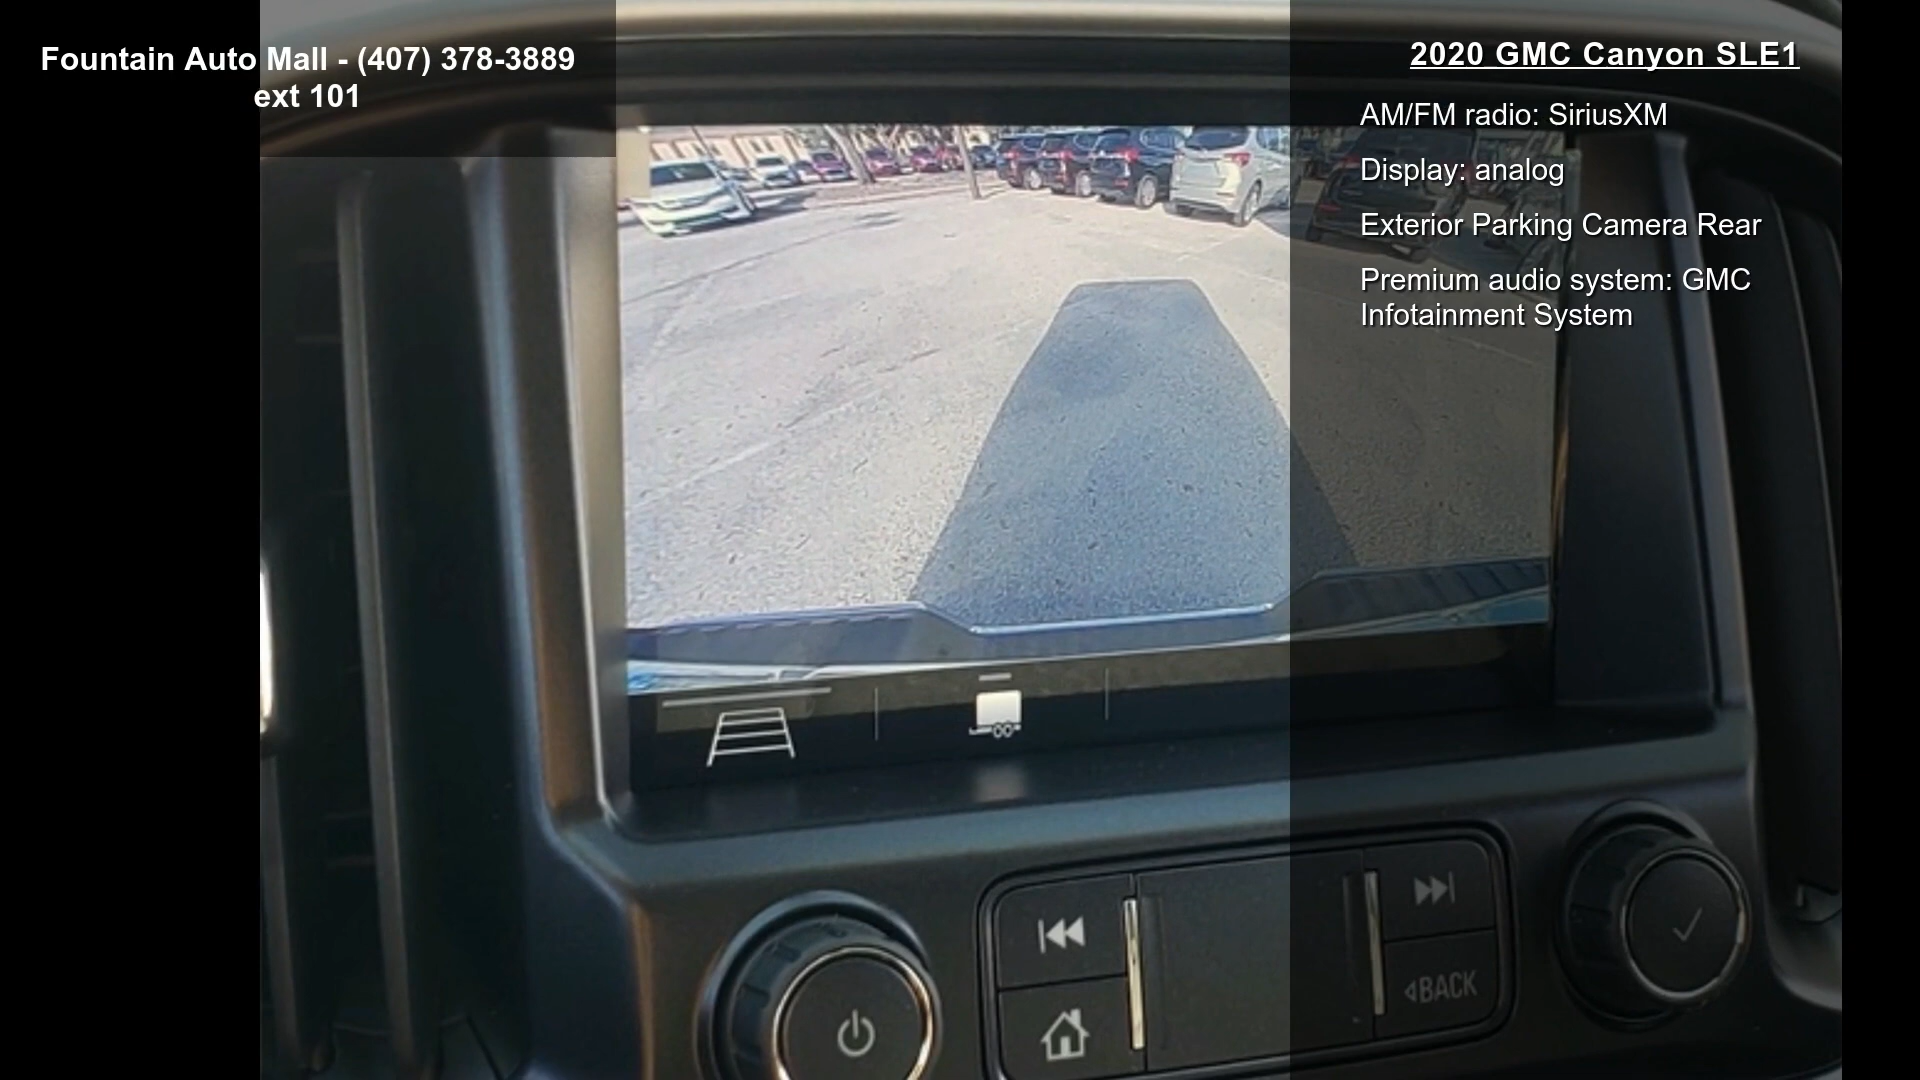 Fountain Auto Mall - (407) 378-3889
ext 101
2020 GMC Canyon SLE1
AM/FM radio: SiriusXM
Display: analog
Exterior Parking Camera Rear
Premium audio system: GMC
Infotainment System
BACK